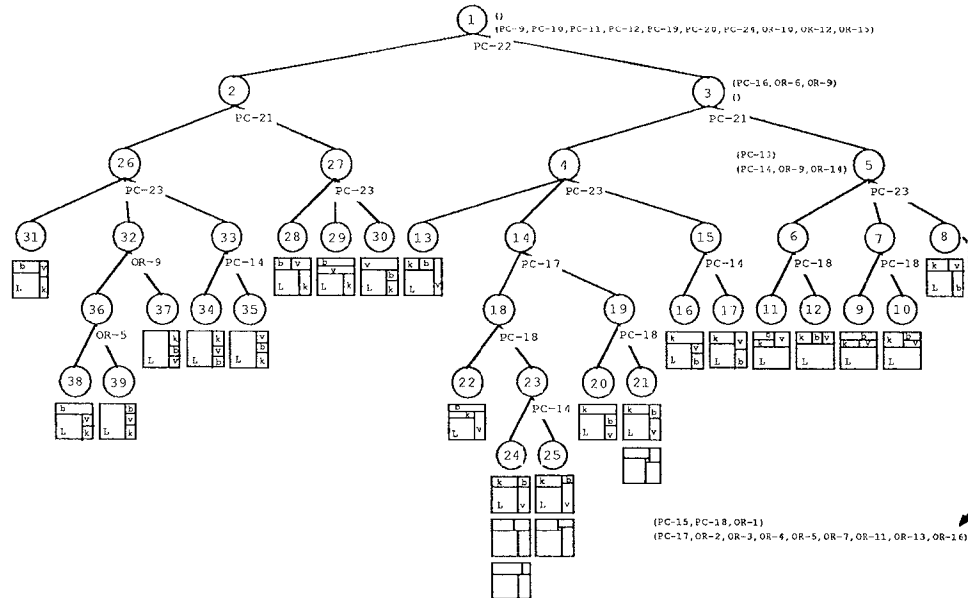 1 ()
(PC-9, PC-10, PC-11, PC-12, PC-19, PC-20, PC-24, OR-10, OR-12, OR-15)
PC-22
2 3 (PC-16, OR-6, OR-9)
()
PC-21 PC-21
26 27 4 (PC-13) 5
(PC-14, OR-9, OR-14)
PC-23 PC-23 PC-23 PC-23
31 32 33 28 29 30 13 14 15 6 7 8
OR-9 PC-14 PC-17 PC-14 PC-18 PC-18
b v L k
b v L k
b v L k
v b L k
k b L v
k v L b
36 37 34 35 18 19 16 17 11 12 9 10
OR-5 PC-18 PC-18
L k b v
L k v b
L v b k
k v L b
k v L b
b k v L
k b v L
b k v L
k b v L
38 39 22 23 20 21
PC-14
b v L k
b v L k
b k L v
k b L v
k b L v
24 25
k b L v
k b L v
(PC-15, PC-18, OR-1)
(PC-17, OR-2, OR-3, OR-4, OR-5, OR-7, OR-11, OR-13, OR-16)